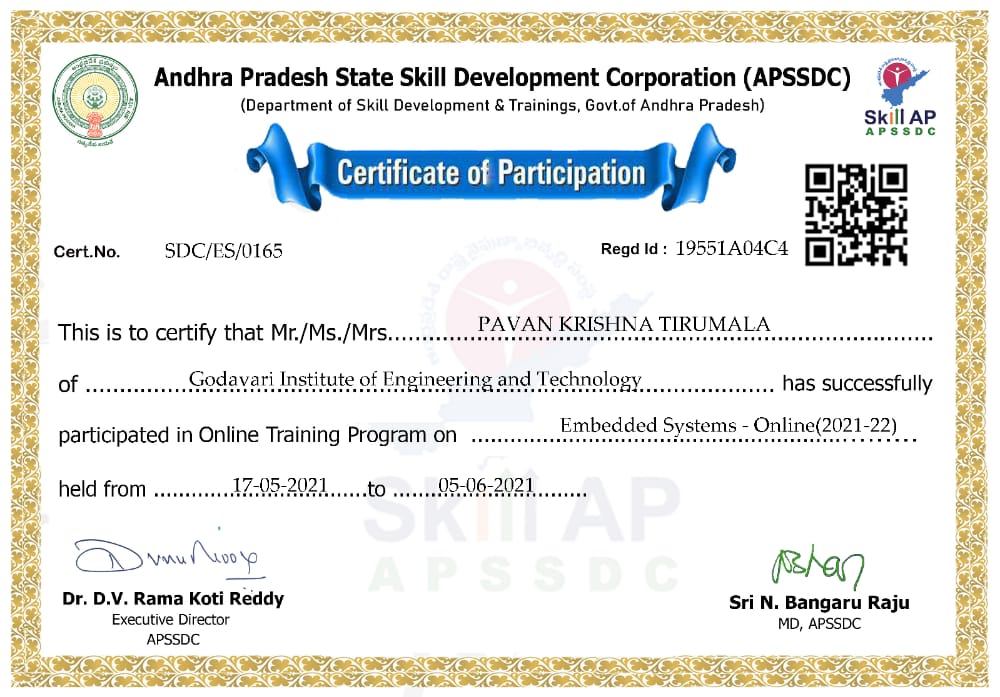 Andhra Pradesh State Skill Development Corporation (APSSDC)
(Department of Skill Development & Trainings, Govt.of Andhra Pradesh)
Skill AP
APSSDC
Certificate of Participation
Cert.No. SDC/ES/0165
Regd Id : 19551A04C4
This is to certify that Mr./Ms./Mrs. PAVAN KRISHNA TIRUMALA
of Godavari Institute of Engineering and Technology has successfully
participated in Online Training Program on Embedded Systems - Online(2021-22)
held from 17-05-2021 to 05-06-2021
Skill AP
APSSDC
Dr. D.V. Rama Koti Reddy
Executive Director
APSSDC
Sri N. Bangaru Raju
MD, APSSDC